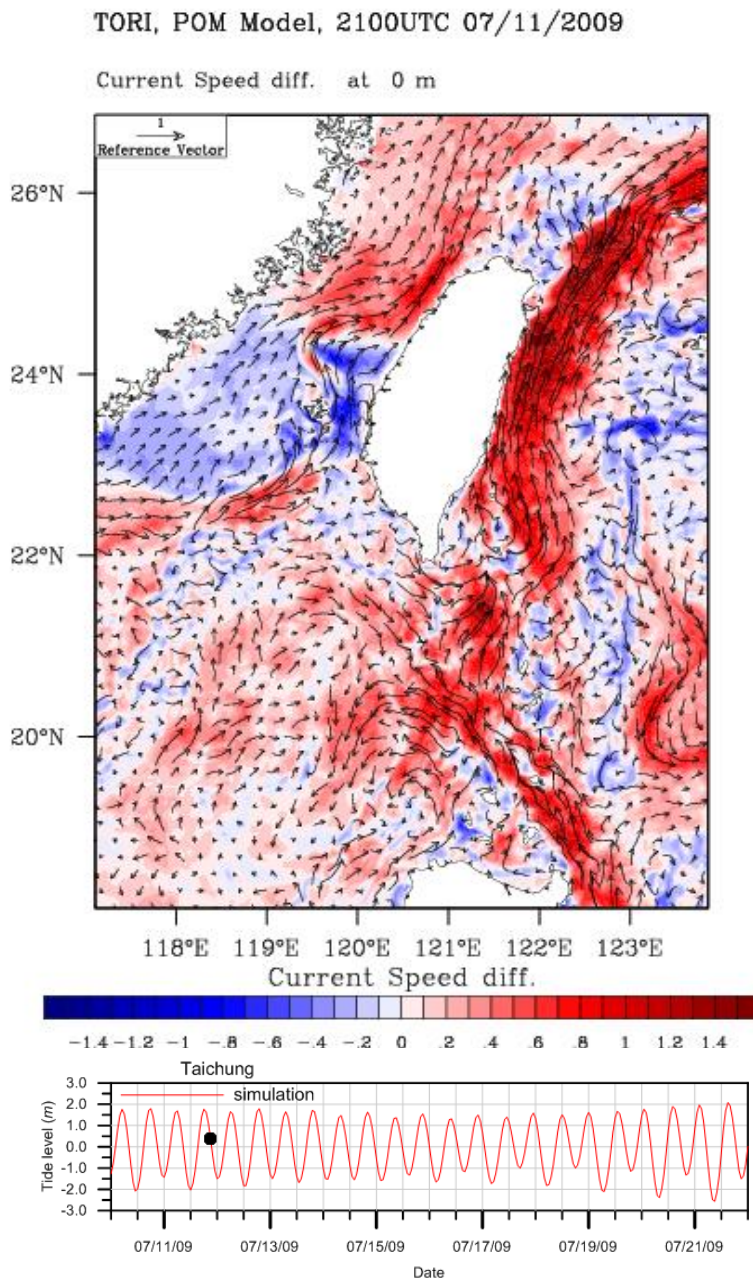 TORI, POM Model, 2100UTC 07/11/2009
Current Speed diff. at 0 m
1
Reference Vector
26°N
24°N
22°N
20°N
118°E 119°E 120°E 121°E 122°E 123°E
Current Speed diff.
-1.4 -1.2 -1 -.8 -.6 -.4 -.2 0 .2 .4 .6 .8 1 1.2 1.4
Taichung
simulation
Tide level (m)
3.0
2.0
1.0
0.0
-1.0
-2.0
-3.0
07/11/09 07/13/09 07/15/09 07/17/09 07/19/09 07/21/09
Date